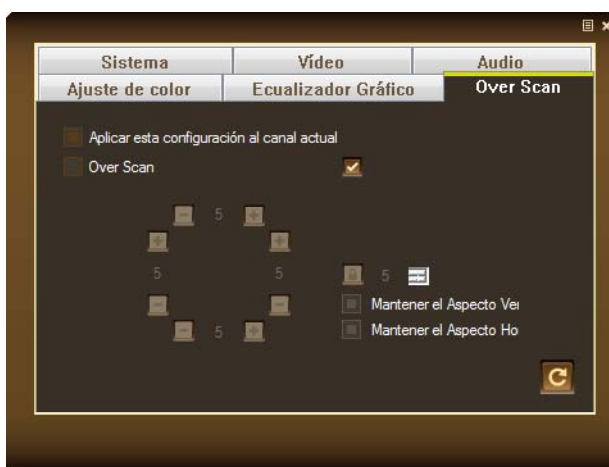 Sistema Vídeo Audio
Ajuste de color Ecualizador Gráfico Over Scan
Aplicar esta configuración al canal actual
Over Scan
5
5 5 5
Mantener el Aspecto Ve
Mantener el Aspecto Ho
5